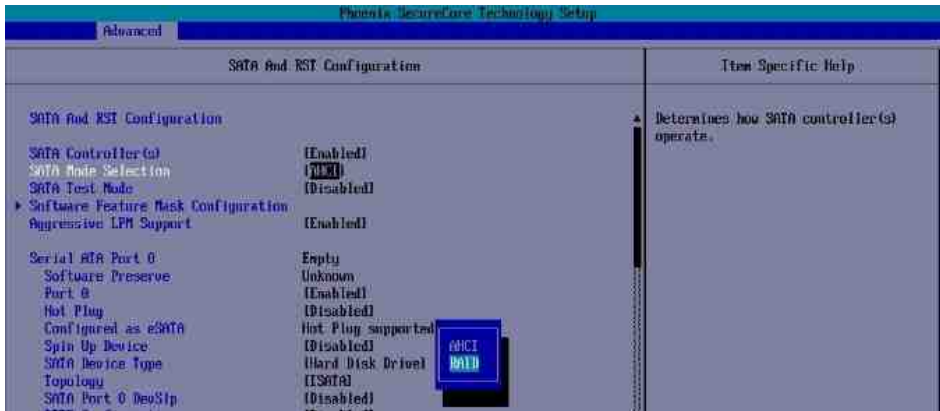 Phoenix SecureCore Technology Setup
Advanced
SATA And RST Configuration
Item Specific Help
SATA And RST Configuration
Determines how SATA controller(s)
operate.
SATA Controller(s) [Enabled]
SATA Mode Selection [AHCI]
SATA Test Mode [Disabled]
Software Feature Mask Configuration
Aggressive LPM Support [Enabled]
Serial ATA Port 0 Empty
Software Preserve Unknown
Port 0 [Enabled]
Hot Plug [Disabled]
Configured as eSATA Hot Plug supported
Spin Up Device [Disabled]
SATA Device Type [Hard Disk Drive]
Topology [ISATA]
SATA Port 0 DevSlp [Disabled]
AHCI
RAID